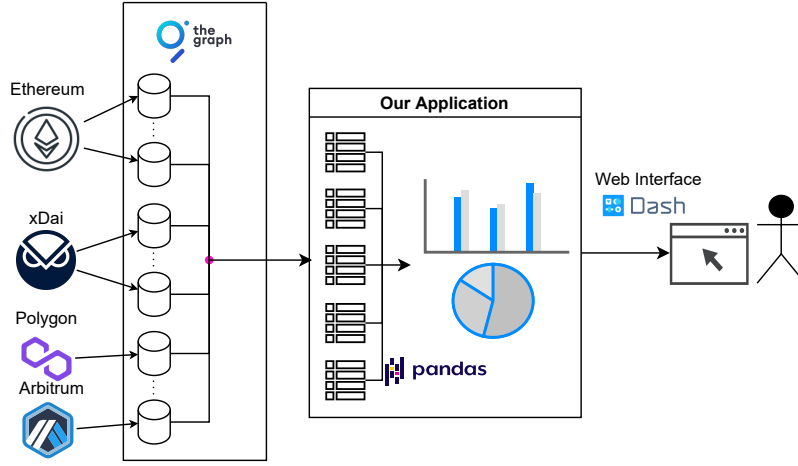 the
graph
Ethereum
Our Application
Web Interface
Dash
xDai
Polygon
pandas
Arbitrum